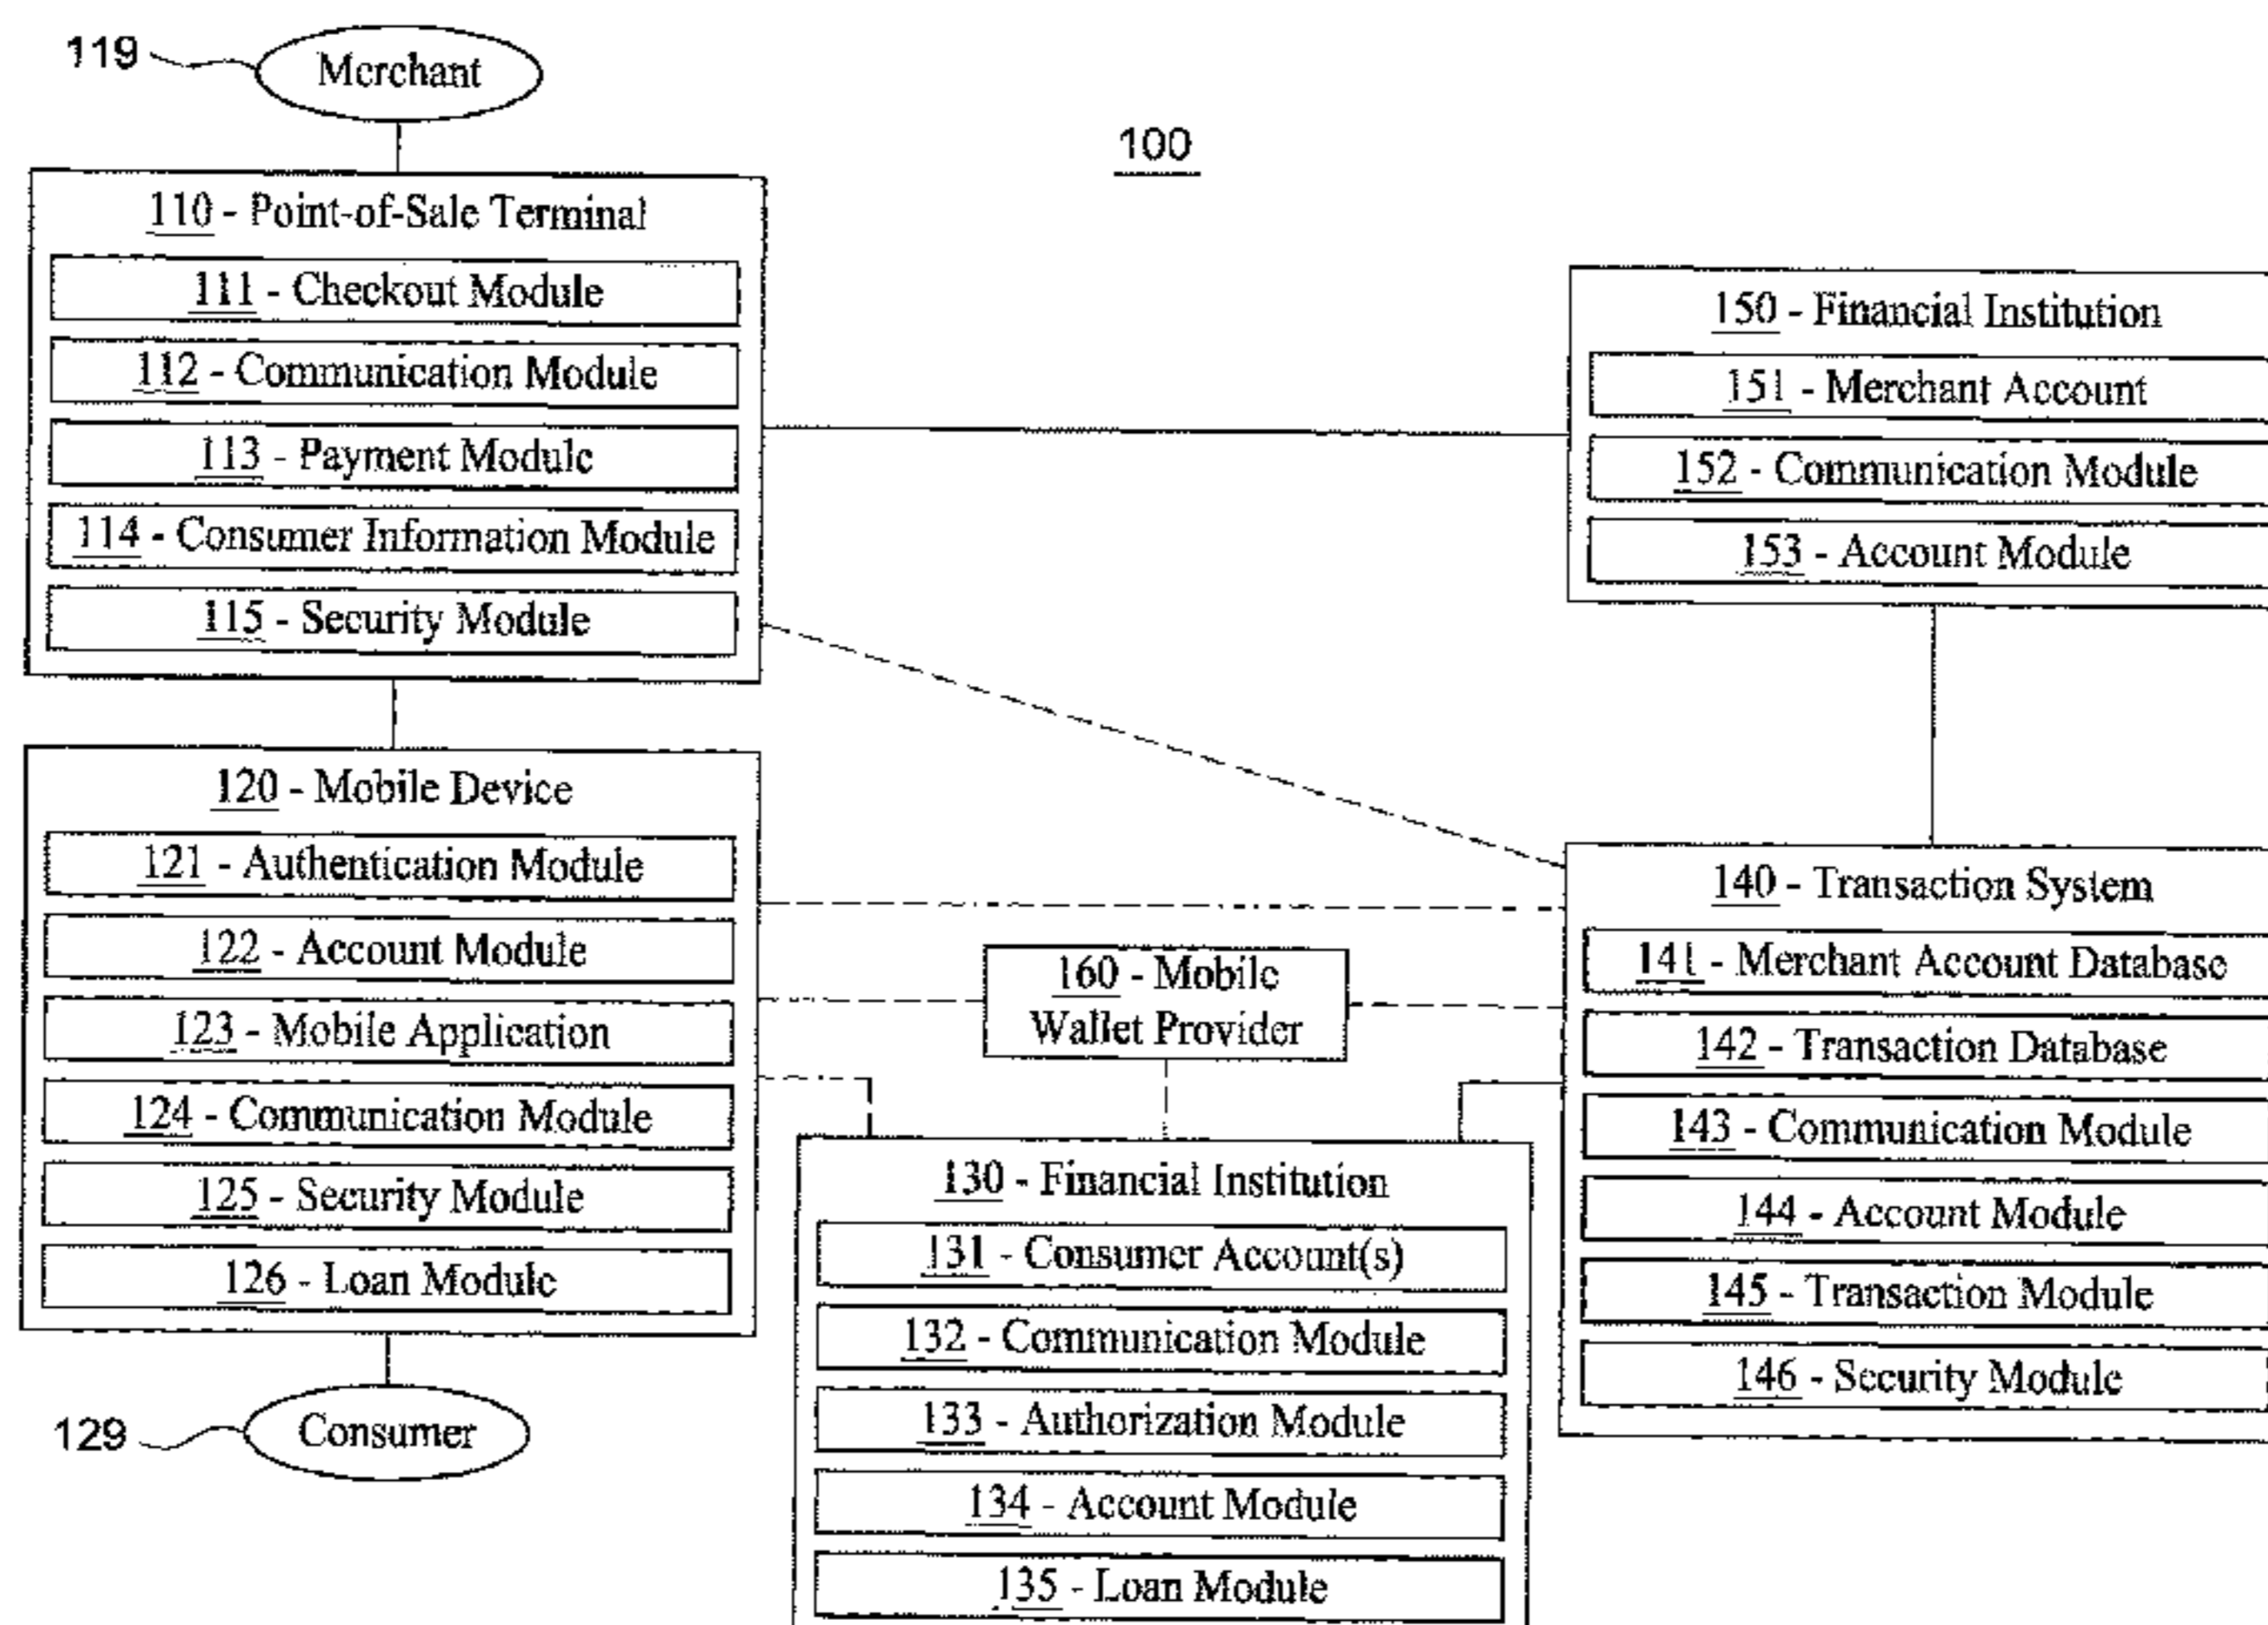 119
Merchant
100
110 - Point-of-Sale Terminal
111 - Checkout Module
112 - Communication Module
113 - Payment Module
114 - Consumer Information Module
115 - Security Module
150 - Financial Institution
151 - Merchant Account
152 - Communication Module
153 - Account Module
120 - Mobile Device
121 - Authentication Module
122 - Account Module
123 - Mobile Application
124 - Communication Module
125 - Security Module
126 - Loan Module
129
Consumer
160 - Mobile
Wallet Provider
130 - Financial Institution
131 - Consumer Account(s)
132 - Communication Module
133 - Authorization Module
134 - Account Module
135 - Loan Module
140 - Transaction System
141 - Merchant Account Database
142 - Transaction Database
143 - Communication Module
144 - Account Module
145 - Transaction Module
146 - Security Module